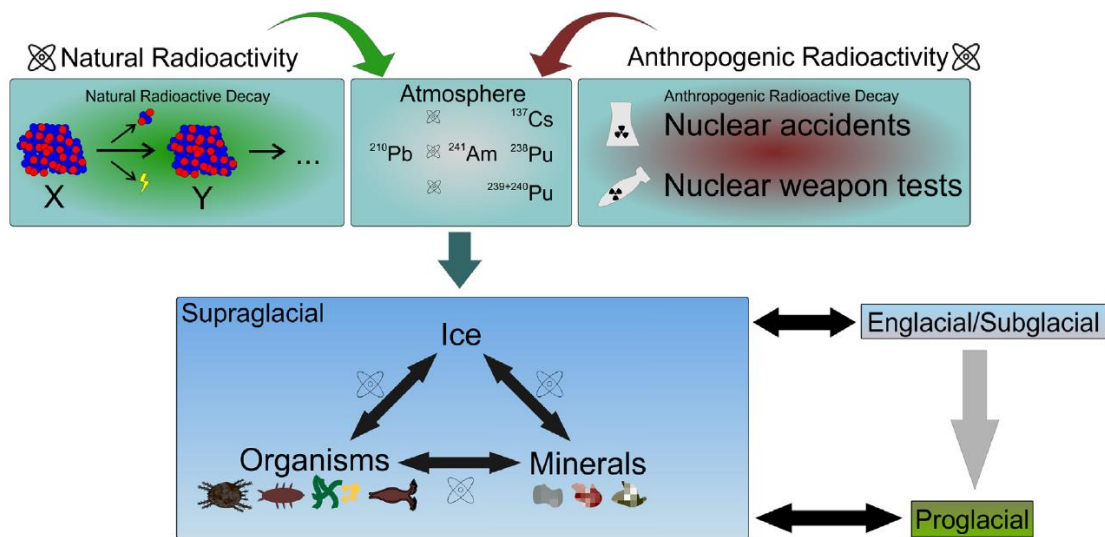 Natural Radioactivity
Anthropogenic Radioactivity
Natural Radioactive Decay
X
Y
...
Atmosphere
¹³⁷Cs
²¹⁰Pb ²⁴¹Am ²³⁸Pu
²³⁹⁺²⁴⁰Pu
Anthropogenic Radioactive Decay
Nuclear accidents
Nuclear weapon tests
Supraglacial
Ice
Organisms
Minerals
Englacial/Subglacial
Proglacial